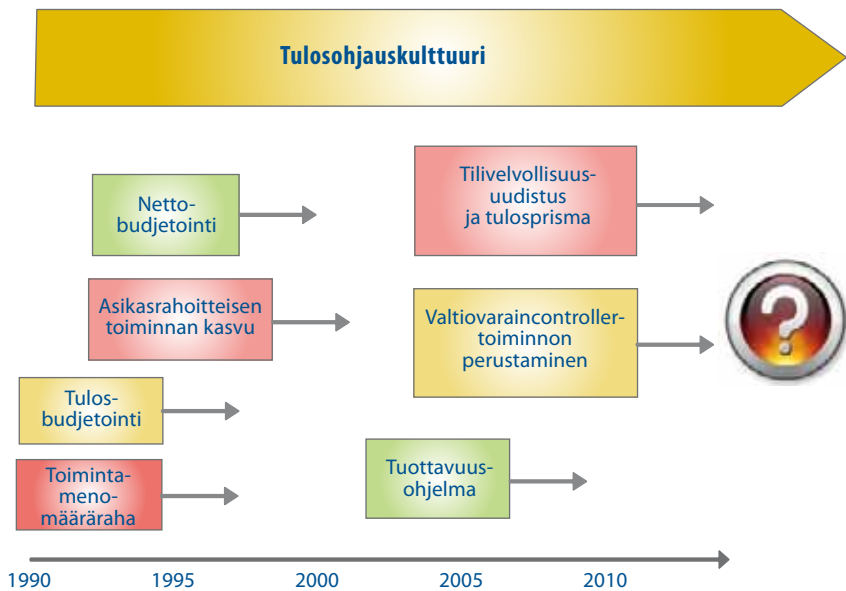 Tulosohjauskulttuuri
Netto-
budjetointi
Tilivelvollisuus-
uudistus
ja tulosprisma
Asikasrahoitteisen
toiminnan kasvu
Valtiovaraincontroller-
toiminnon
perustaminen
?
Tulos-
budjetointi
Toiminta-
meno-
määräraha
Tuottavuus-
ohjelma
1990 1995 2000 2005 2010